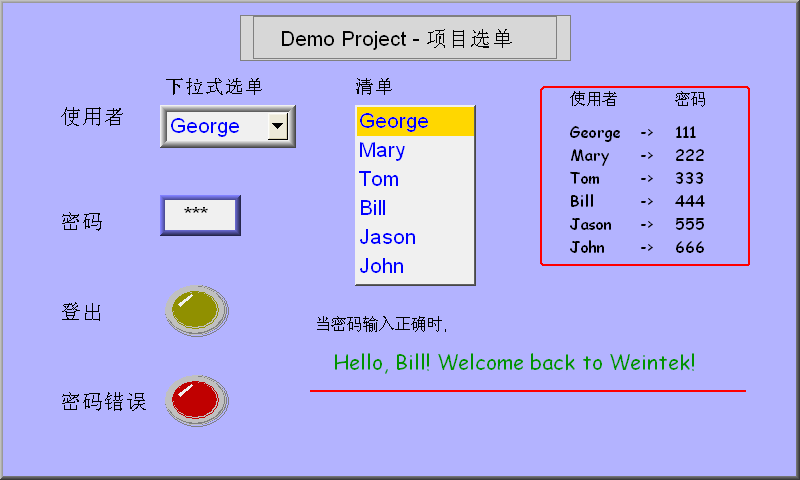 Demo Project - 项目选单
下拉式选单
清单
使用者
George
密码
***
登出
密码错误
George
Mary
Tom
Bill
Jason
John
使用者 密码
George -> 111
Mary -> 222
Tom -> 333
Bill -> 444
Jason -> 555
John -> 666
当密码输入正确时,
Hello, Bill! Welcome back to Weintek!